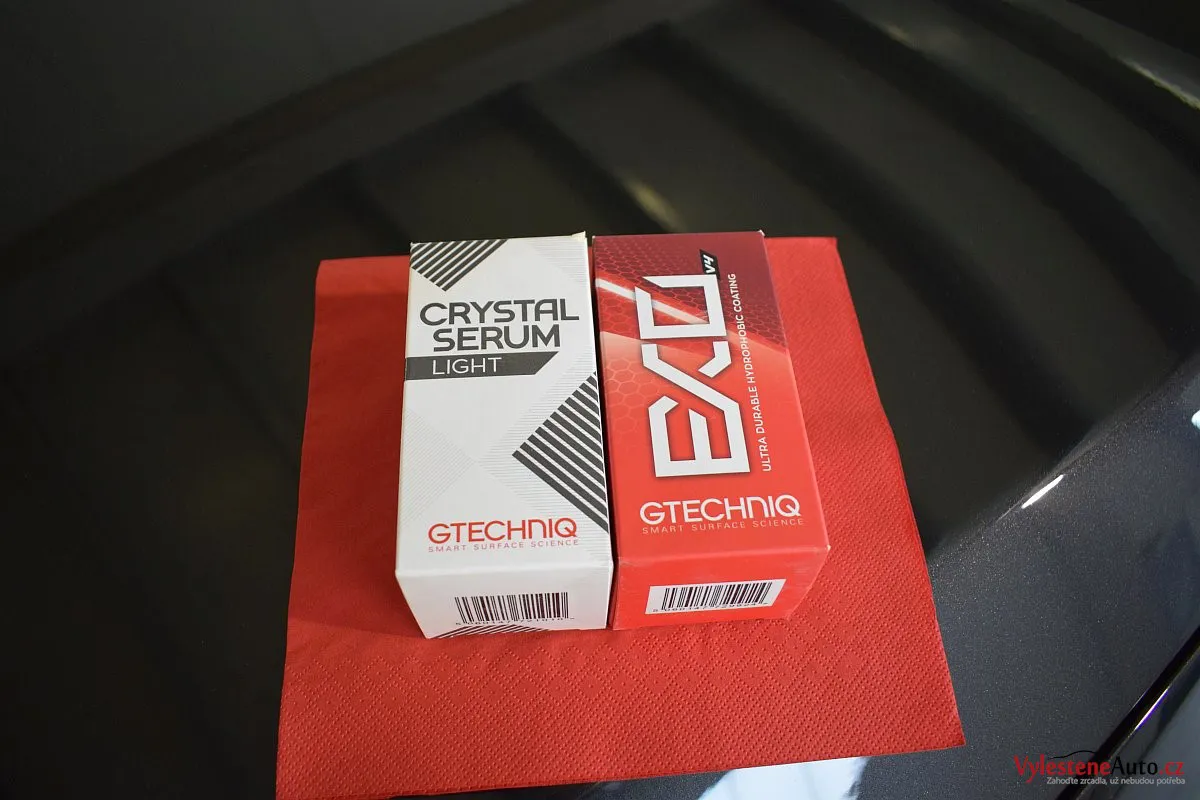 CRYSTAL
SERUM
LIGHT
GTECHNIQ
SMART SURFACE SCIENCE
EXO
V4
ULTRA DURABLE HYDROPHOBIC COATING
GTECHNIQ
SMART SURFACE SCIENCE
VylesteneAuto.cz
Zahoďte zrcadla, už nebudou potřeba